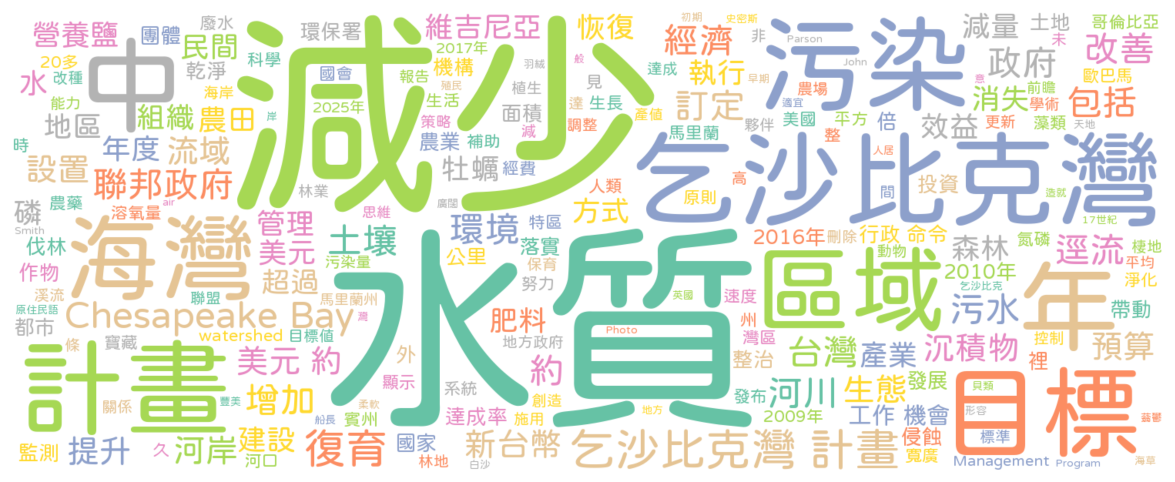 營養鹽 團體 廢水 環保署 維吉尼亞 恢復 初期 史密斯 非 減量 土地 哥倫比亞
20多 民間 乾淨 科學 2017年 羽絨 般 經濟 Parson 未 改善
水 改種 中 減少 國會 報告 機構 植生 見 達成 執行 早期 John 污染 政府 意 歐巴馬
能力 組織 海岸 農田 2025年 殖民 生活 面積 達 生長 農場 產值 訂定 適宜 消失 前瞻 學術 包括
地區 岸 策略 減 調整 馬里蘭 美國 平方 夥伴 倍 效益 更新 藻類 天地
時 年度 流域 林業 農業 補助 整 人居
設置 聯邦政府 牡蠣 經費 人類 高 原則 乞沙比克灣 間 投資 造就
磷 農藥 溶氧量 air 廣闊 思維 方式 17世紀
Smith 伐林 海灣 管理 土壤 環境 特區 2016年 刪除 行政 命令 森林 氮磷 逕流 棲地
作物 美元 污染量 水質 落實 保育 公里 動物 區域 2010年 年 平均 淨化
溪流 超過 努力 乞沙比克
原住民語 聯盟 馬里蘭州 灣 英國 速度 州 污水 控制 帶動
都市 寶藏 Chesapeake Bay watershed 目標值 肥料 Photo 地方政府 灣區 台灣 產業 沉積物 裡 預算
條 計畫 美元 約 外 約 整治
關係 豐美 增加 顯示 系統 創造 發布 河川 生態 發展 目標
船長 賓州 柔軟 達成率 施用 地方 2009年 工作 機會 貝類 形容 蓊鬱
監測 提升 久 河岸 建設 河口 復育 國家 林地 白沙 新台幣 乞沙比克灣 計畫 侵蝕 寬廣 標準 Management Program 海草